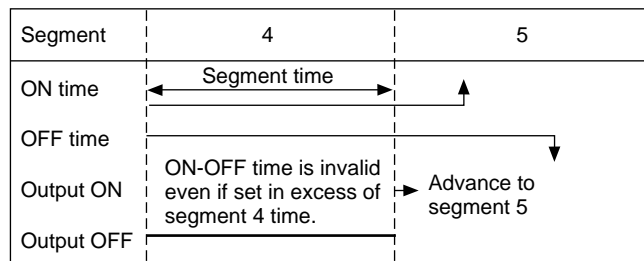 Segment 4 5
ON time Segment time
OFF time
Output ON ON-OFF time is invalid
even if set in excess of
segment 4 time.
Advance to
segment 5
Output OFF